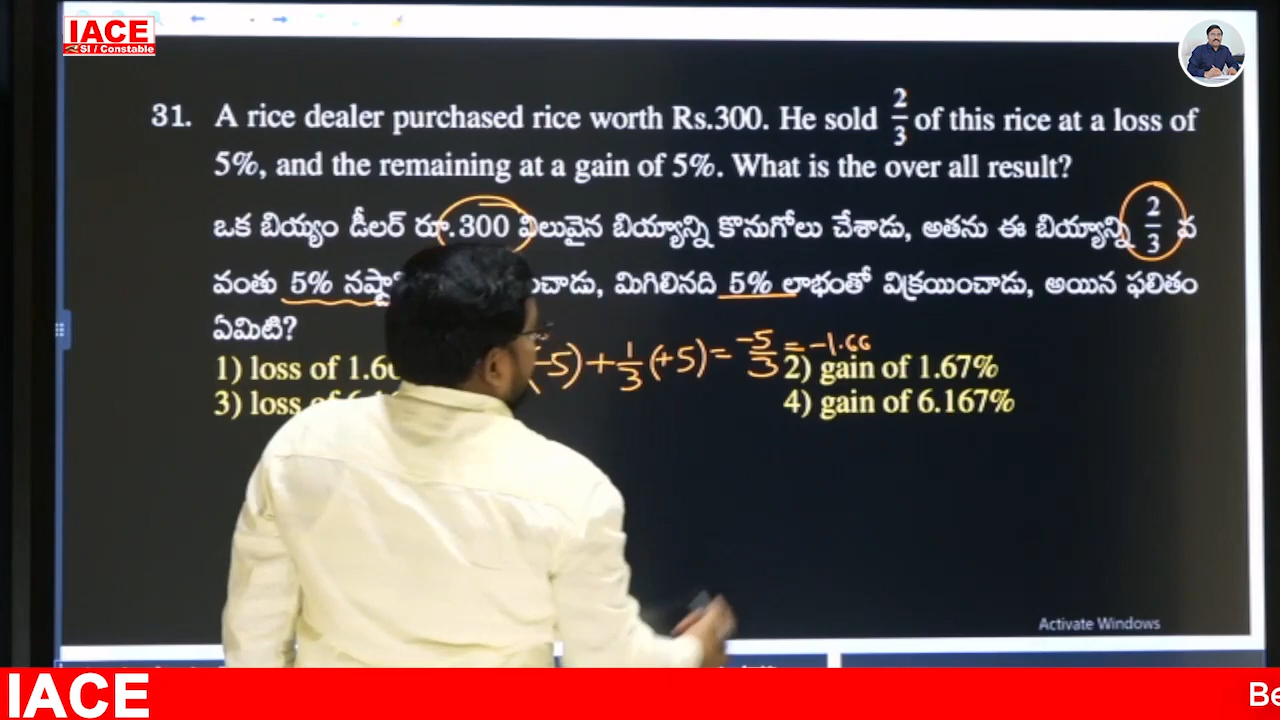 IACE
SI / Constable
31. A rice dealer purchased rice worth Rs.300. He sold 2/3 of this rice at a loss of
5%, and the remaining at a gain of 5%. What is the over all result?
ఒక బియ్యం డీలర్ రూ.300 విలువైన బియ్యాన్ని కొనుగోలు చేశాడు, అతను ఈ బియ్యాన్ని 2/3 వ
వంతు 5% చాడు, మిగిలినది 5% లాభంతో విక్రయించాడు, అయిన ఫలితం
ఏమిటి?
-5) + 1/3 (+5) = -5/3 = -1.66
1) loss of 1.6 2) gain of 1.67%
3) loss 4) gain of 6.167%
Activate Windows
IACE Be